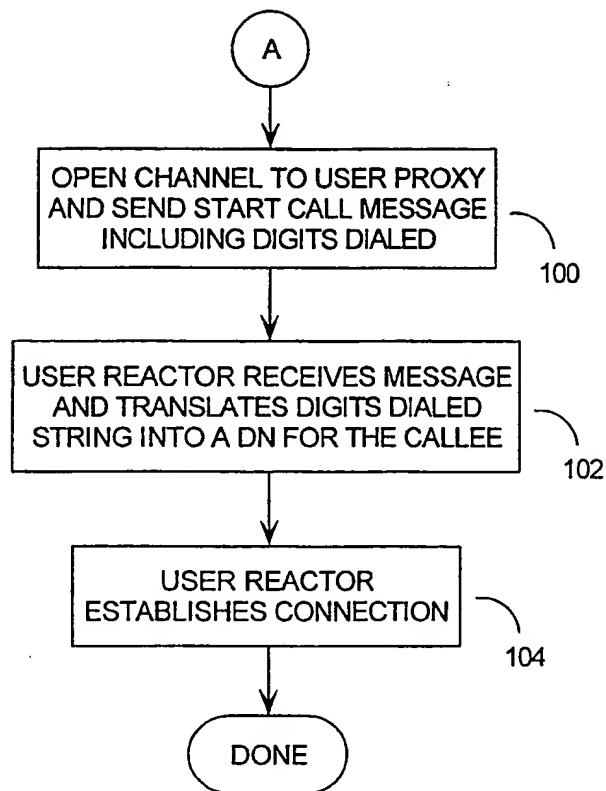 A
OPEN CHANNEL TO USER PROXY
AND SEND START CALL MESSAGE
INCLUDING DIGITS DIALED
100
USER REACTOR RECEIVES MESSAGE
AND TRANSLATES DIGITS DIALED
STRING INTO A DN FOR THE CALLEE
102
USER REACTOR
ESTABLISHES CONNECTION
104
DONE